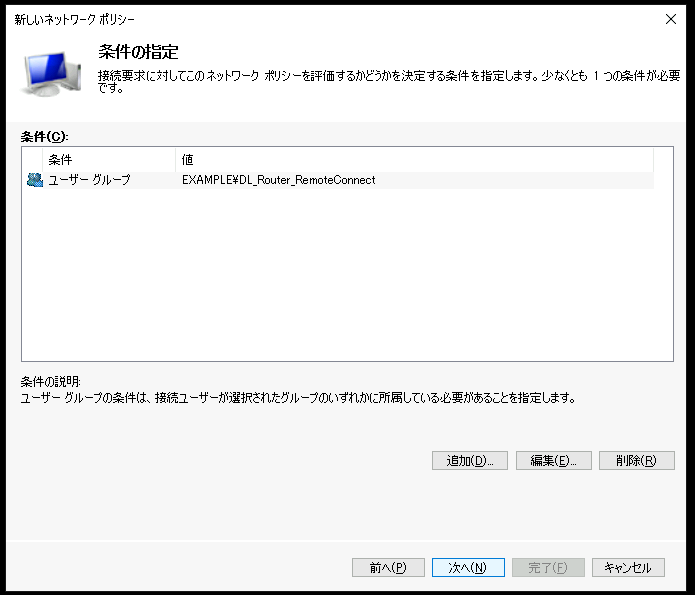 新しいネットワーク ポリシー
条件の指定
接続要求に対してこのネットワーク ポリシーを評価するかどうかを決定する条件を指定します。少なくとも 1 つの条件が必要
です。
条件(C):
条件 値
ユーザー グループ EXAMPLE¥DL_Router_RemoteConnect
条件の説明:
ユーザー グループの条件は、接続ユーザーが選択されたグループのいずれかに所属している必要があることを指定します。
追加(D)... 編集(E)... 削除(R)
前へ(P) 次へ(N) 完了(F) キャンセル